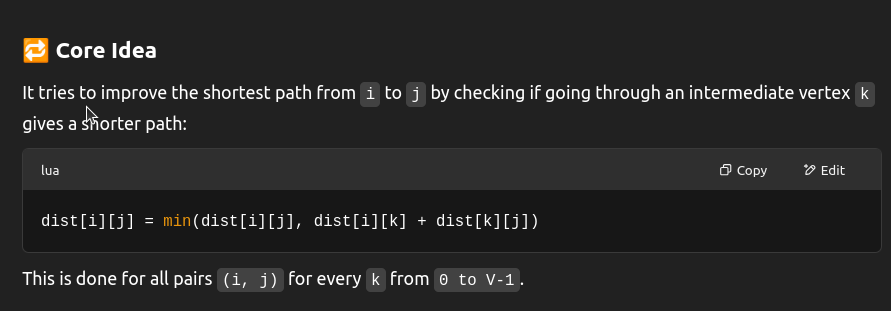 🔁 Core Idea
It tries to improve the shortest path from i to j by checking if going through an intermediate vertex k
gives a shorter path:
lua Copy Edit
dist[i][j] = min(dist[i][j], dist[i][k] + dist[k][j])
This is done for all pairs (i, j) for every k from 0 to V-1.